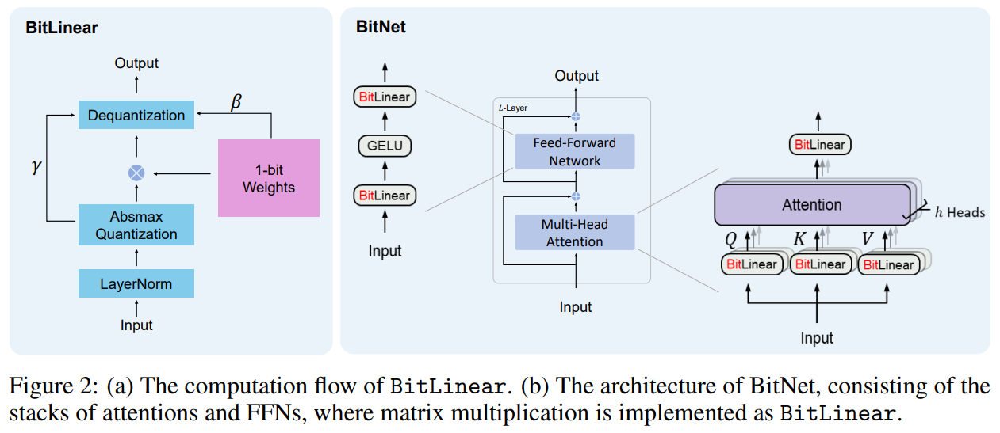 BitLinear
Output
Dequantization
β
γ
1-bit
Weights
Absmax
Quantization
LayerNorm
Input
BitNet
BitLinear
GELU
BitLinear
Input
Output
L-Layer
Feed-Forward
Network
Multi-Head
Attention
Input
BitLinear
Attention
h Heads
Q K V
BitLinear BitLinear BitLinear
Input
Figure 2: (a) The computation flow of BitLinear. (b) The architecture of BitNet, consisting of the
stacks of attentions and FFNs, where matrix multiplication is implemented as BitLinear.